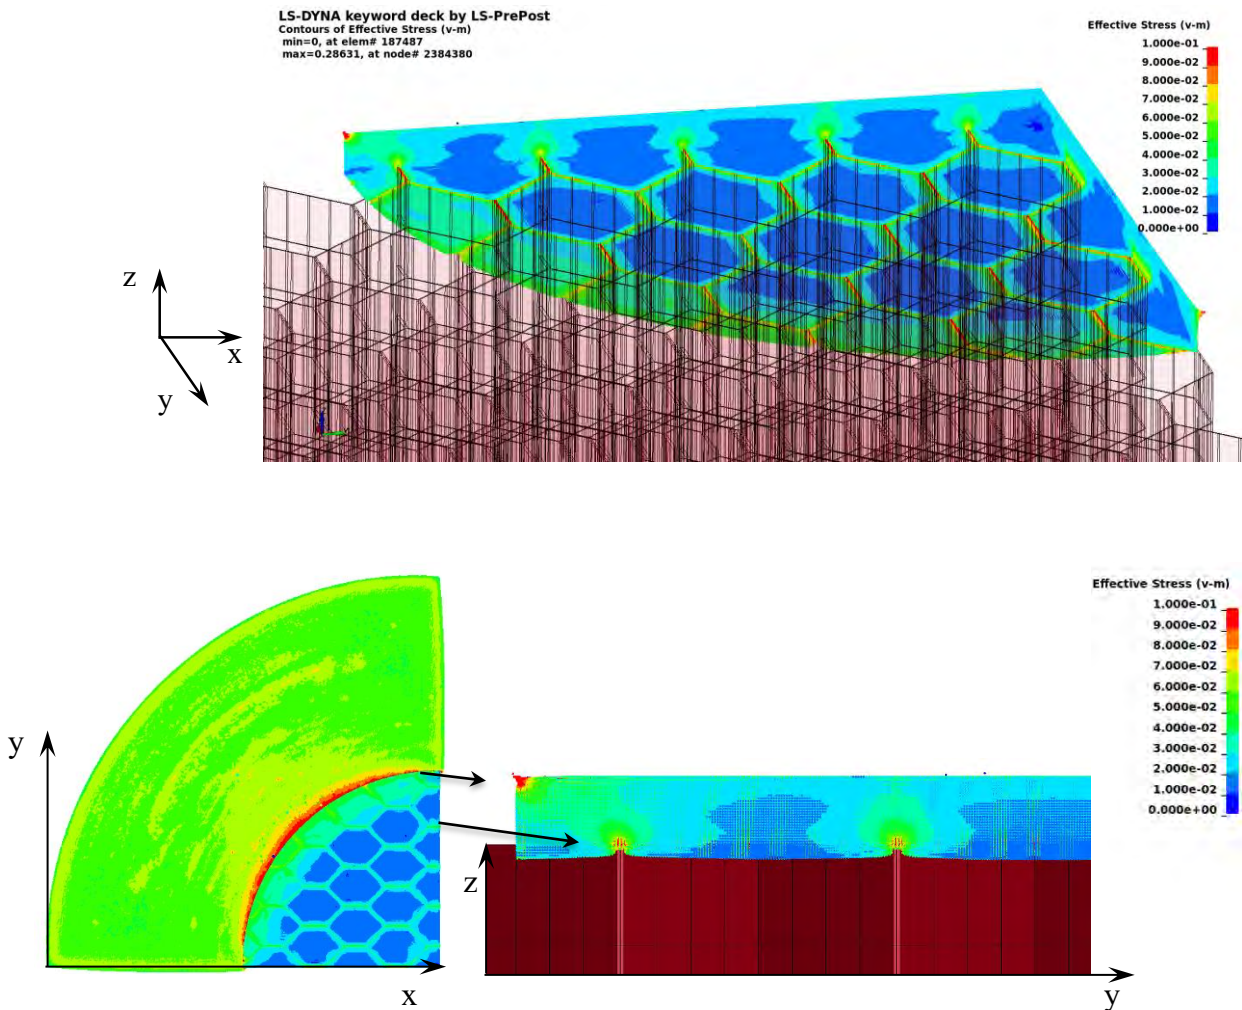 LS-DYNA keyword deck by LS-PrePost
Contours of Effective Stress (v-m)
min=0, at elem# 187487
max=0.28631, at node# 2384380
Effective Stress (v-m)
1.000e-01
9.000e-02
8.000e-02
7.000e-02
6.000e-02
5.000e-02
4.000e-02
3.000e-02
2.000e-02
1.000e-02
0.000e+00
z
x
y
Effective Stress (v-m)
1.000e-01
9.000e-02
8.000e-02
7.000e-02
6.000e-02
5.000e-02
4.000e-02
3.000e-02
2.000e-02
1.000e-02
0.000e+00
y
x
z
y